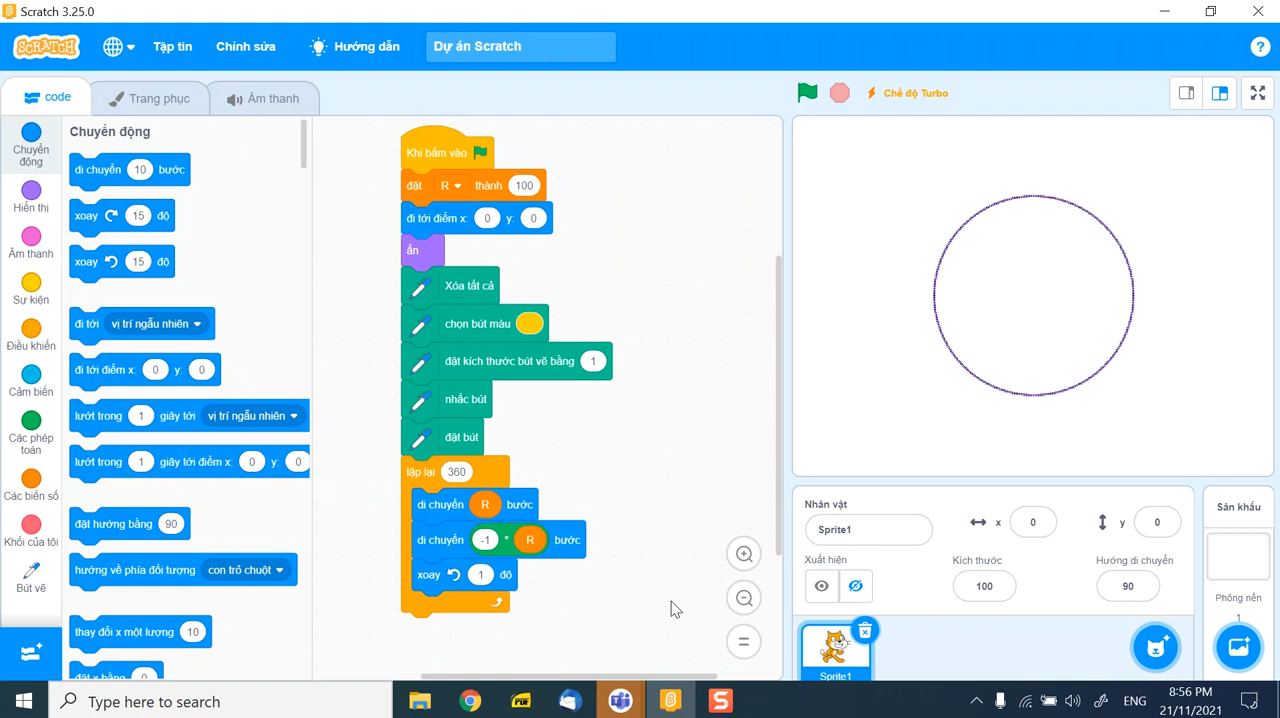 Scratch 3.25.0
SCRATCH
Tập tin
Chỉnh sửa
Hướng dẫn
Dự án Scratch
?
code
Trang phục
Âm thanh
Chế độ Turbo
Chuyển động
Hiển thị
Âm thanh
Sự kiện
Điều khiển
Cảm biến
Các phép toán
Các biến số
Khối của tôi
Bút vẽ
Chuyển động
di chuyển 10 bước
xoay 15 độ
xoay 15 độ
đi tới vị trí ngẫu nhiên
đi tới điểm x: 0 y: 0
lướt trong 1 giây tới vị trí ngẫu nhiên
lướt trong 1 giây tới điểm x: 0 y: 0
đặt hướng bằng 90
hướng về phía đối tượng con trỏ chuột
thay đổi x một lượng 10
đặt x bằng 0
Khi bấm vào
đặt R thành 100
đi tới điểm x: 0 y: 0
ẩn
Xóa tất cả
chọn bút màu
đặt kích thước bút vẽ bằng 1
nhấc bút
đặt bút
lặp lại 360
di chuyển R bước
di chuyển -1 * R bước
xoay 1 độ
Nhân vật
Sprite1
x 0
y 0
Xuất hiện
Kích thước
100
Hướng di chuyển
90
Sprite1
Sân khấu
Phông nền
1
Type here to search
PDF
S
ENG
8:56 PM
21/11/2021